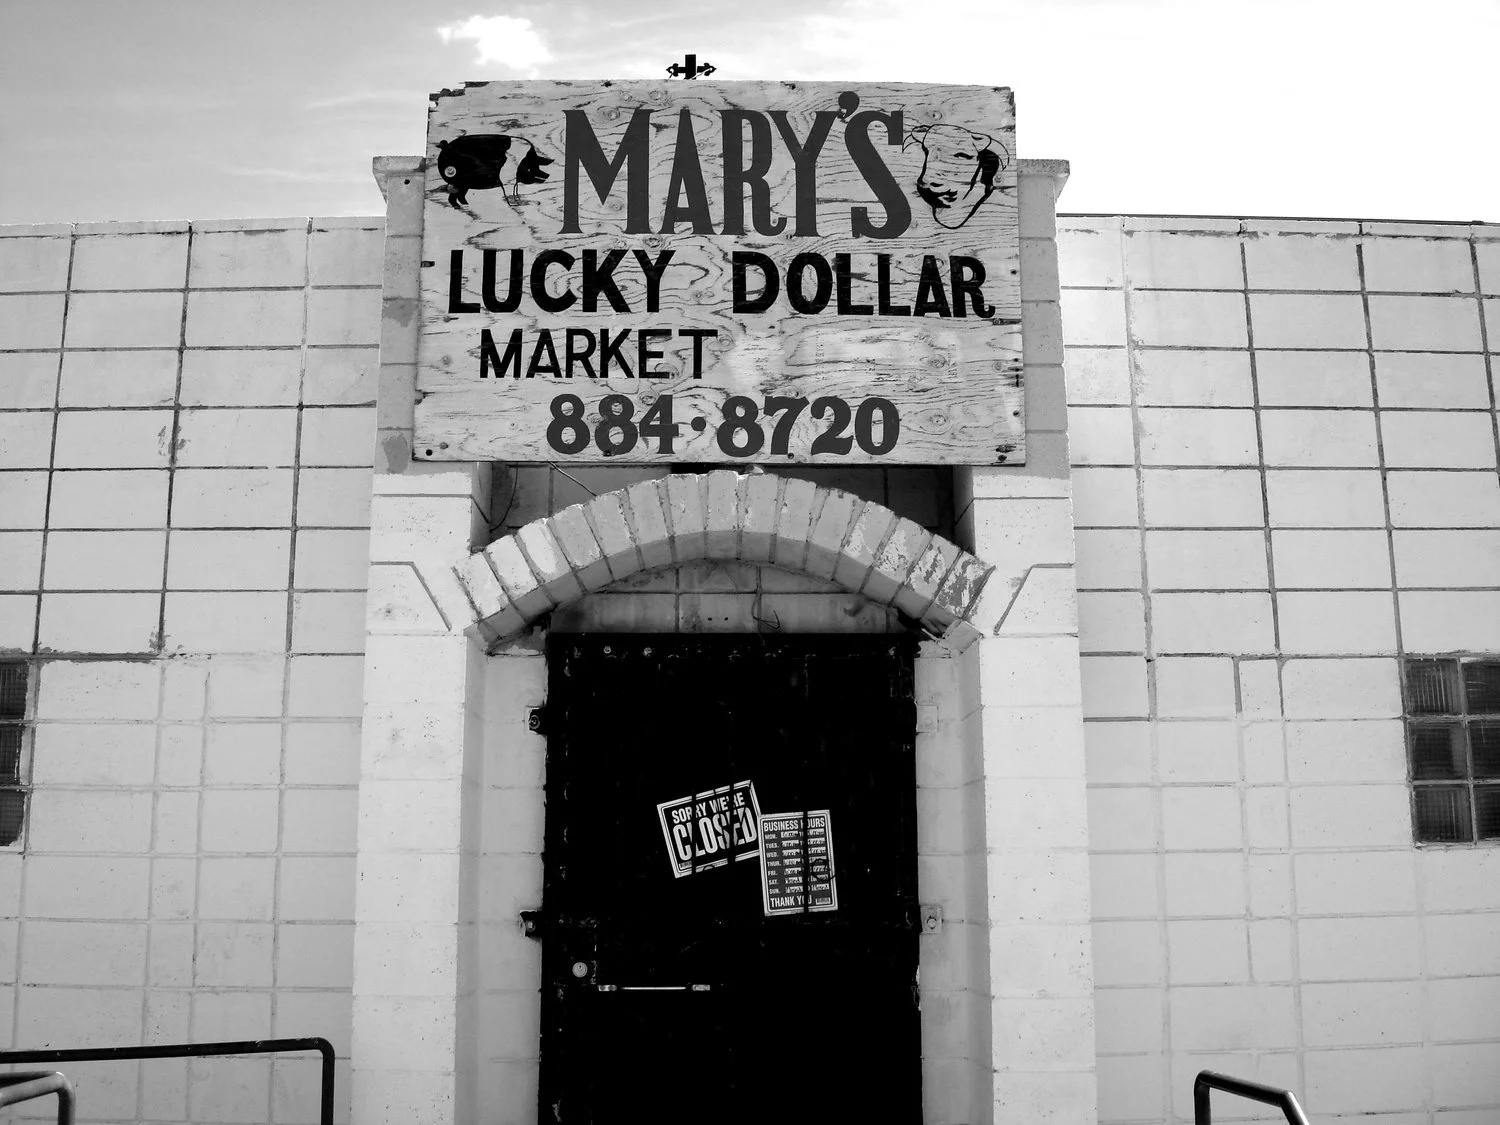 MARY'S
LUCKY DOLLAR
MARKET
884·8720
SORRY WE'RE
CLOSED
BUSINESS HOURS
MON.
TUES.
WED.
THUR.
FRI.
SAT.
SUN.
THANK YOU